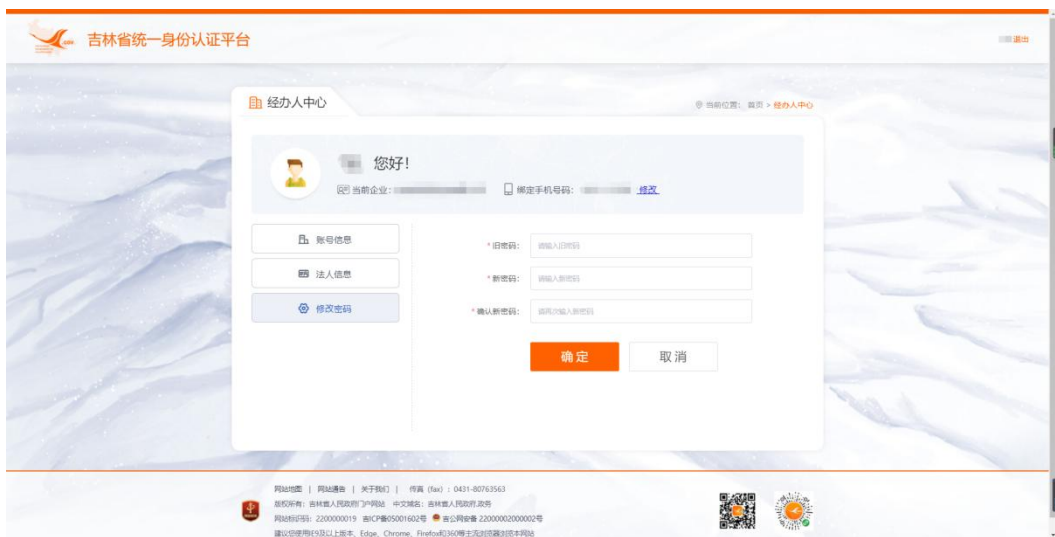 吉林省统一身份认证平台
退出
经办人中心
当前位置: 首页 > 经办人中心
您好!
当前企业: 绑定手机号码: 修改
账号信息
法人信息
修改密码
* 旧密码: 请输入旧密码
* 新密码: 请输入新密码
* 确认新密码: 请再次输入新密码
确定 取消
网站地图 | 网站通告 | 关于我们 | 传真 (fax) : 0431-80763563
版权所有: 吉林省人民政府门户网站 中文域名: 吉林省人民政府.政务
网站标识码: 2200000019 吉ICP备05001602号 吉公网安备 22000002000002号
建议您使用IE9及以上版本、Edge、Chrome、Firefox和360等主流浏览器浏览本网站